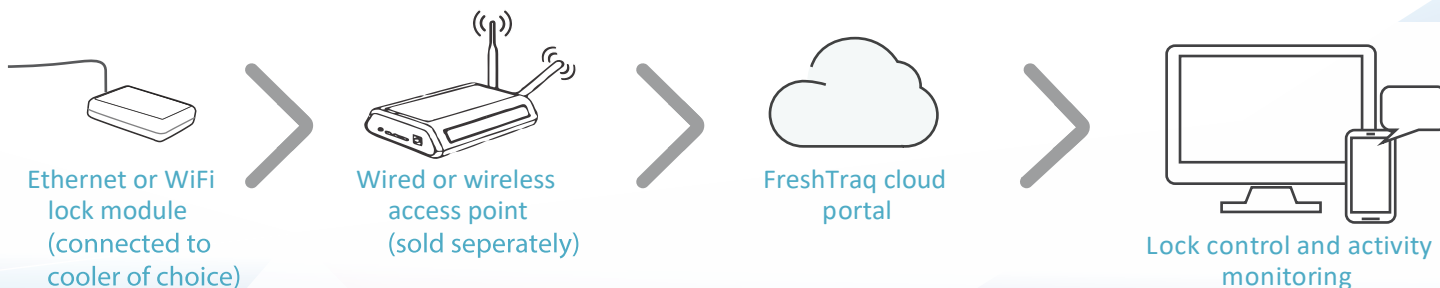 Ethernet or WiFi
lock module
(connected to
cooler of choice)
Wired or wireless
access point
(sold seperately)
FreshTraq cloud
portal
Lock control and activity
monitoring